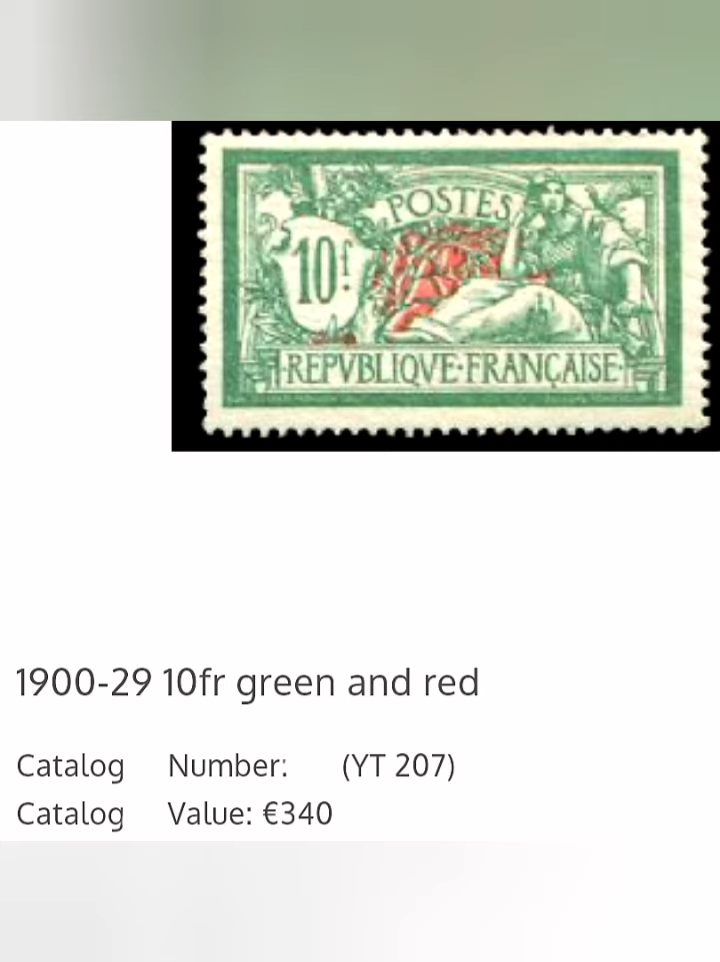 POSTES
10f
REPVBLIQVE·FRANÇAISE
1900-29 10fr green and red
Catalog Number: (YT 207)
Catalog Value: €340